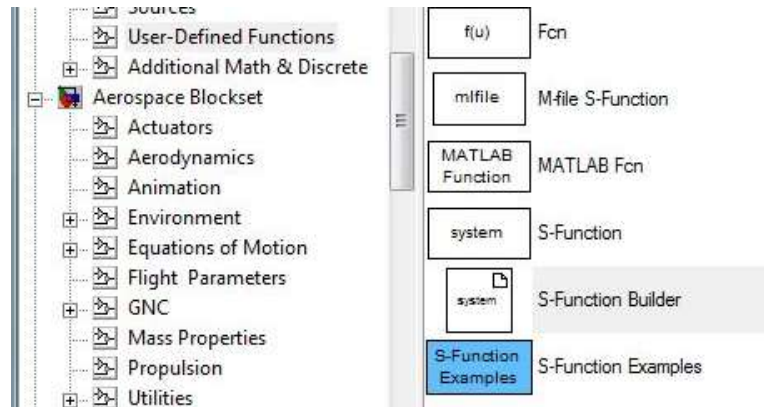 Sources
User-Defined Functions
Additional Math & Discrete
Aerospace Blockset
Actuators
Aerodynamics
Animation
Environment
Equations of Motion
Flight Parameters
GNC
Mass Properties
Propulsion
Utilities
f(u) Fcn
mlfile M-file S-Function
MATLAB
Function MATLAB Fcn
system S-Function
system S-Function Builder
S-Function
Examples S-Function Examples